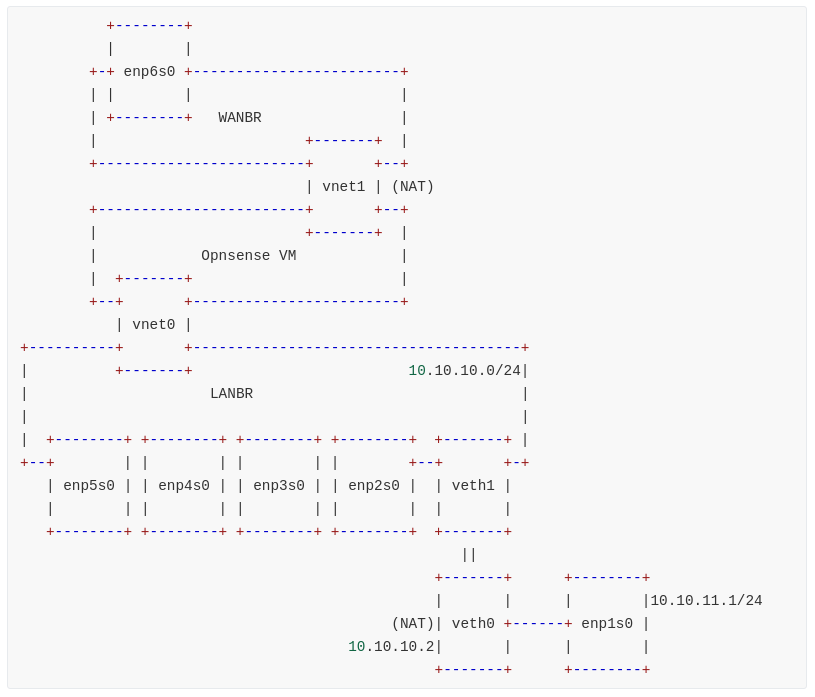 +--------+
          |        |
        +-+ enp6s0 +------------------------+
        | |        |                        |
        | +--------+   WANBR                |
        |                        +-------+  |
        +------------------------+       +--+
                                 | vnet1 | (NAT)
        +------------------------+       +--+
        |                        +-------+  |
        |            Opnsense VM            |
        |  +-------+                        |
        +--+       +------------------------+
           | vnet0 |
+----------+       +--------------------------------------+
|          +-------+                         10.10.10.0/24|
|                     LANBR                               |
|                                                         |
|  +--------+ +--------+ +--------+ +--------+  +-------+ |
+--+        | |        | |        | |        +--+       +-+
   | enp5s0 | | enp4s0 | | enp3s0 | | enp2s0 |  | veth1 |
   |        | |        | |        | |        |  |       |
   +--------+ +--------+ +--------+ +--------+  +-------+
                                                   ||
                                                +-------+      +--------+
                                                |       |      |        |10.10.11.1/24
                                           (NAT)| veth0 +------+ enp1s0 |
                                      10.10.10.2|       |      |        |
                                                +-------+      +--------+